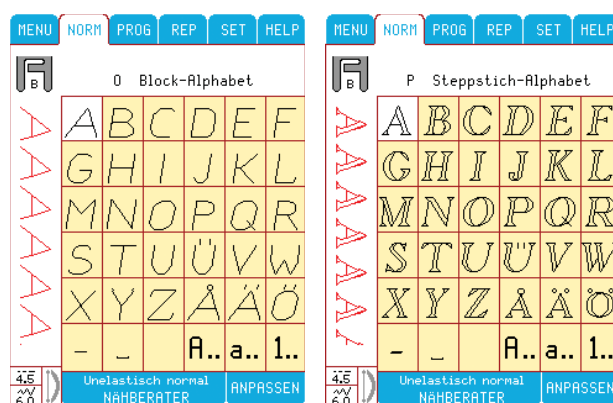 MENU NORM PROG REP SET HELP
B
O Block-Alphabet
A B C D E F
G H I J K L
M N O P Q R
S T U Ü V W
X Y Z Å Ä Ö
– ⎵ A.. a.. 1..
4.5
6.0
Unelastisch normal
NÄHBERATER
ANPASSEN
MENU NORM PROG REP SET HELP
B
P Steppstich-Alphabet
A B C D E F
G H I J K L
M N O P Q R
S T U Ü V W
X Y Z Å Ä Ö
– ⎵ A.. a.. 1..
4.5
6.0
Unelastisch normal
NÄHBERATER
ANPASSEN